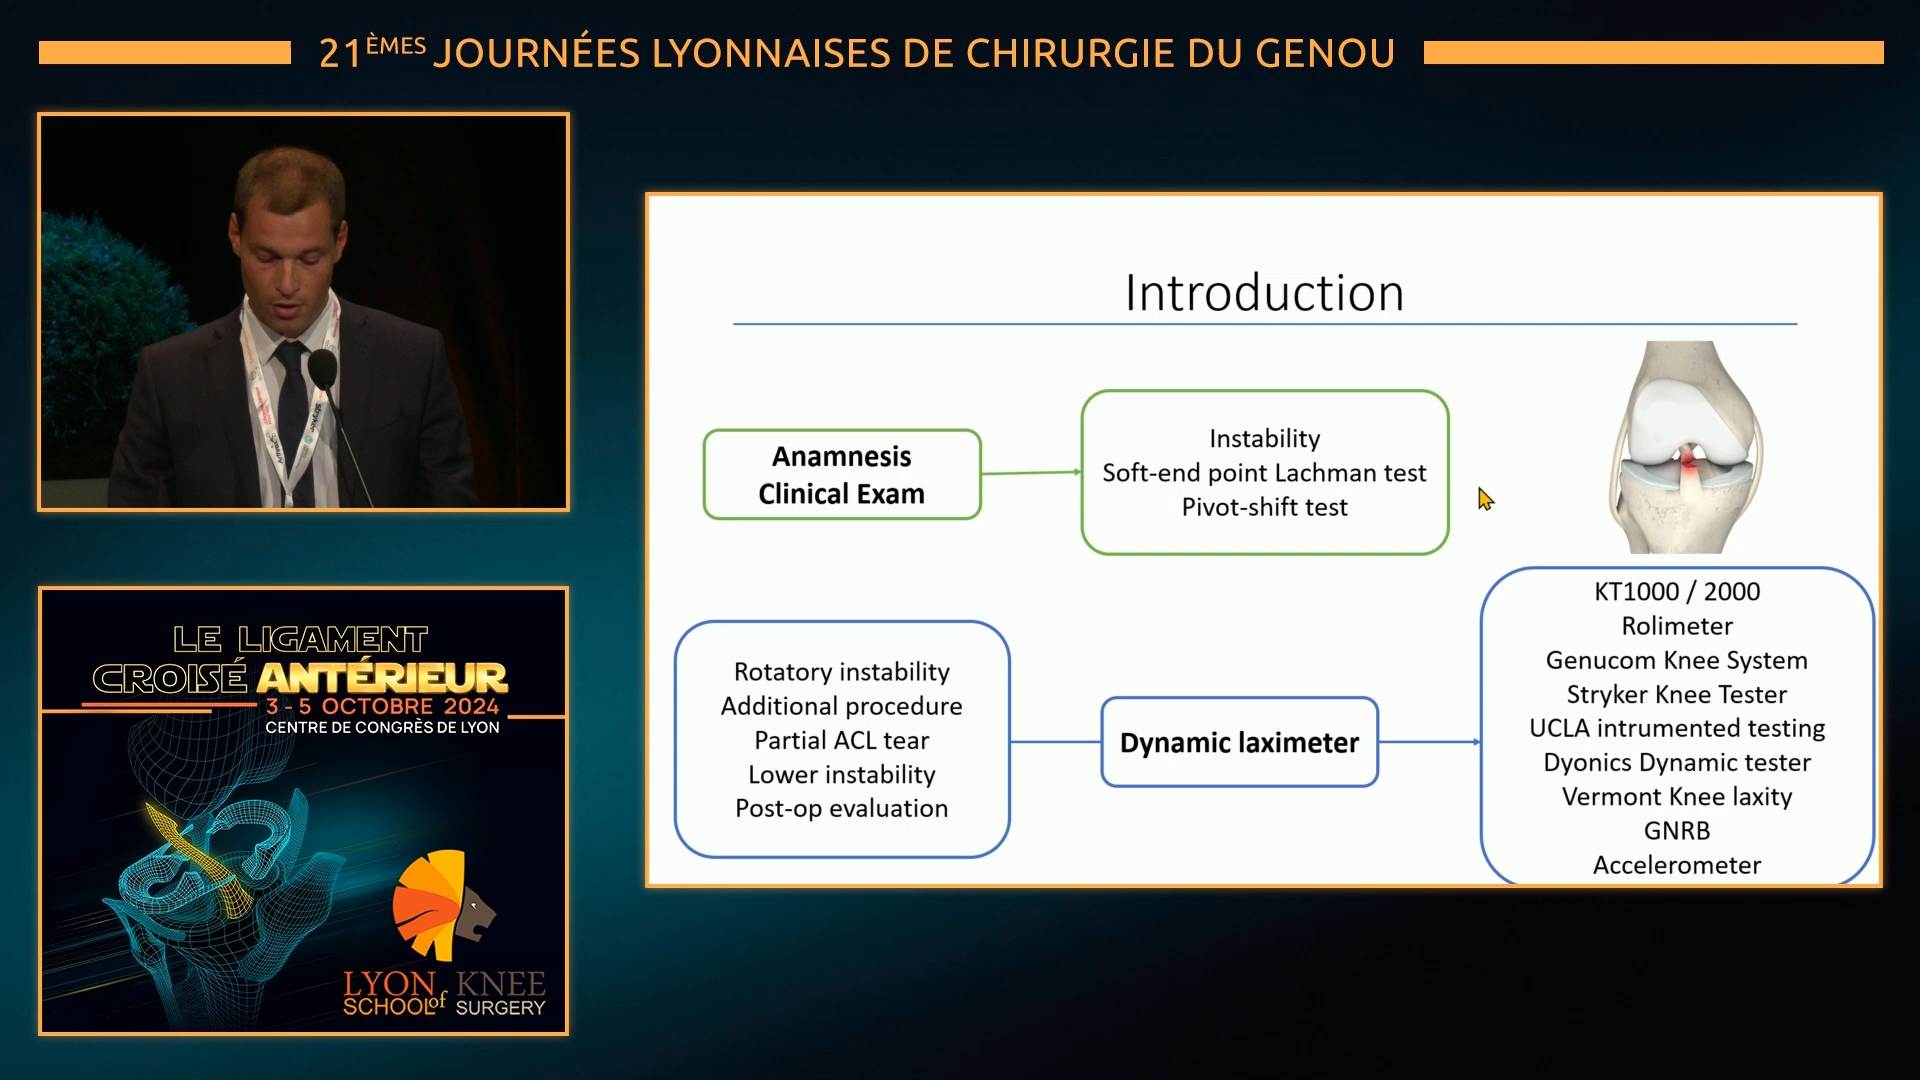 21ÈMES JOURNÉES LYONNAISES DE CHIRURGIE DU GENOU
LE LIGAMENT
CROISÉ ANTÉRIEUR
3 - 5 OCTOBRE 2024
CENTRE DE CONGRÈS DE LYON
LYON KNEE
SCHOOL of SURGERY
Introduction
Anamnesis
Clinical Exam
Instability
Soft-end point Lachman test
Pivot-shift test
Rotatory instability
Additional procedure
Partial ACL tear
Lower instability
Post-op evaluation
Dynamic laximeter
KT1000 / 2000
Rolimeter
Genucom Knee System
Stryker Knee Tester
UCLA intrumented testing
Dyonics Dynamic tester
Vermont Knee laxity
GNRB
Accelerometer